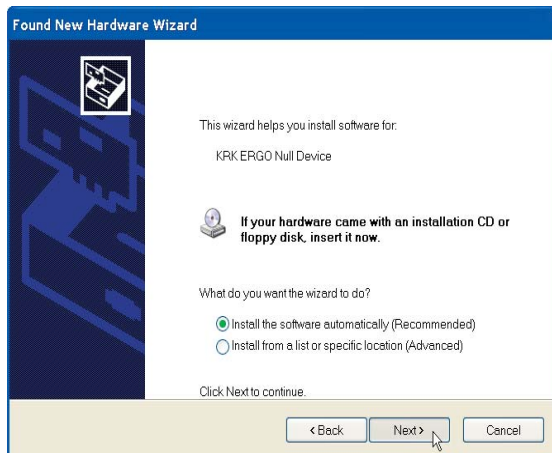 Found New Hardware Wizard
This wizard helps you install software for:
KRK ERGO Null Device
If your hardware came with an installation CD or
floppy disk, insert it now.
What do you want the wizard to do?
Install the software automatically (Recommended)
Install from a list or specific location (Advanced)
Click Next to continue.
< Back Next > Cancel